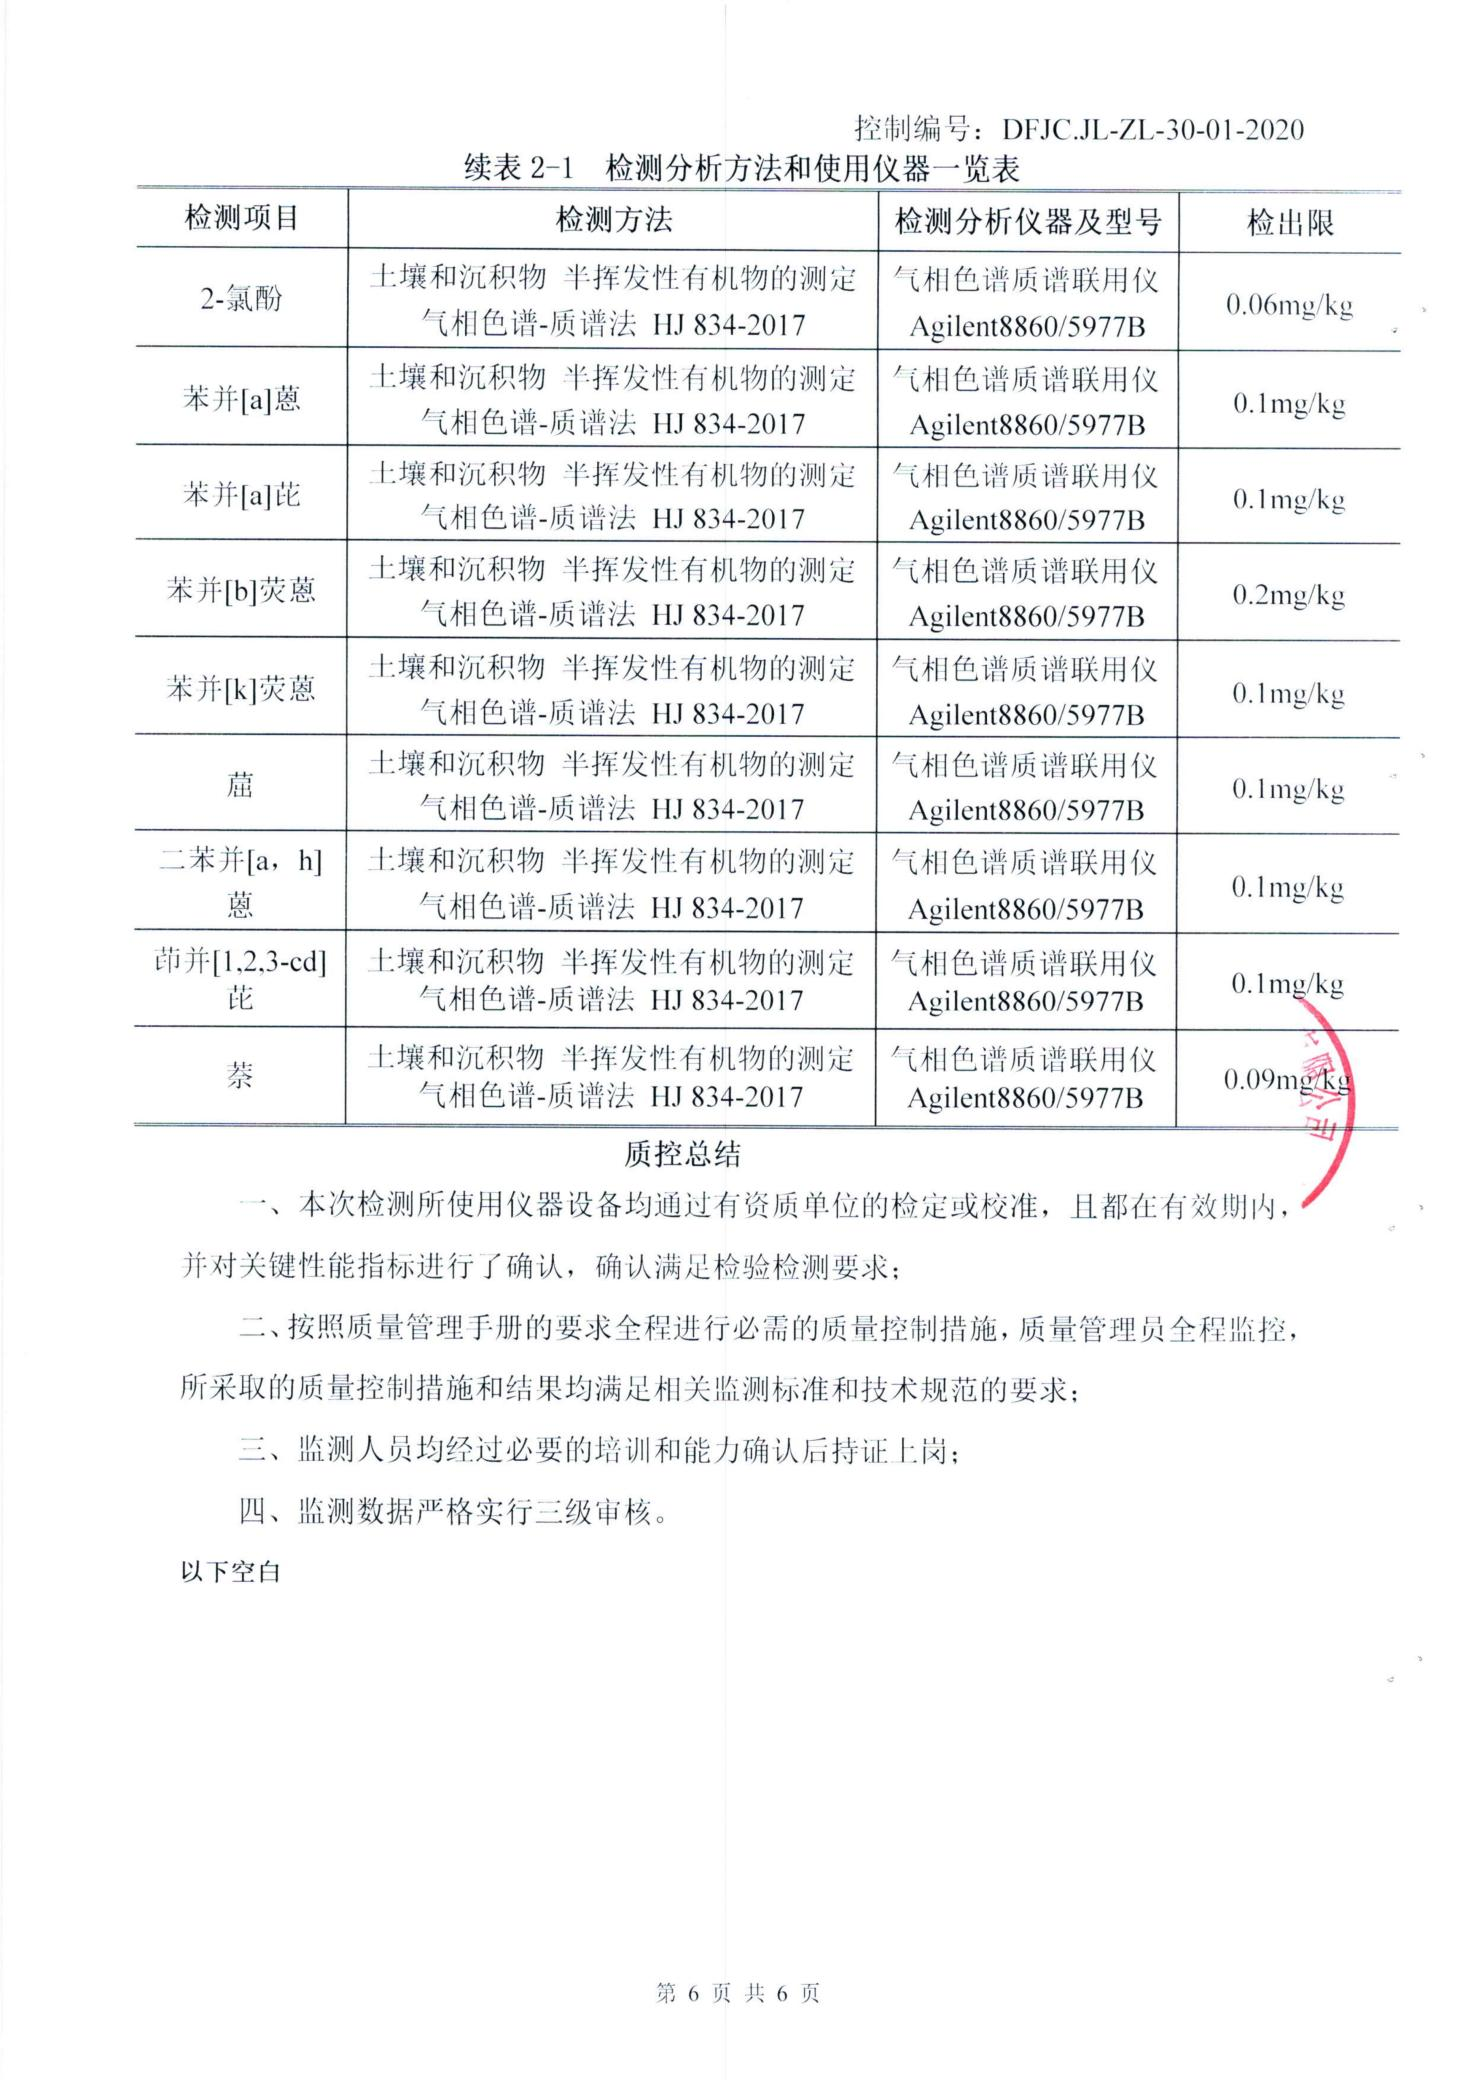 控制编号：DFJC.JL-ZL-30-01-2020
续表 2-1 检测分析方法和使用仪器一览表
检测项目 检测方法 检测分析仪器及型号 检出限
2-氯酚 土壤和沉积物 半挥发性有机物的测定 气相色谱-质谱法 HJ 834-2017 气相色谱质谱联用仪 Agilent8860/5977B 0.06mg/kg
苯并[a]蒽 土壤和沉积物 半挥发性有机物的测定 气相色谱-质谱法 HJ 834-2017 气相色谱质谱联用仪 Agilent8860/5977B 0.1mg/kg
苯并[a]芘 土壤和沉积物 半挥发性有机物的测定 气相色谱-质谱法 HJ 834-2017 气相色谱质谱联用仪 Agilent8860/5977B 0.1mg/kg
苯并[b]荧蒽 土壤和沉积物 半挥发性有机物的测定 气相色谱-质谱法 HJ 834-2017 气相色谱质谱联用仪 Agilent8860/5977B 0.2mg/kg
苯并[k]荧蒽 土壤和沉积物 半挥发性有机物的测定 气相色谱-质谱法 HJ 834-2017 气相色谱质谱联用仪 Agilent8860/5977B 0.1mg/kg
䓛 土壤和沉积物 半挥发性有机物的测定 气相色谱-质谱法 HJ 834-2017 气相色谱质谱联用仪 Agilent8860/5977B 0.1mg/kg
二苯并[a，h]蒽 土壤和沉积物 半挥发性有机物的测定 气相色谱-质谱法 HJ 834-2017 气相色谱质谱联用仪 Agilent8860/5977B 0.1mg/kg
茚并[1,2,3-cd]芘 土壤和沉积物 半挥发性有机物的测定 气相色谱-质谱法 HJ 834-2017 气相色谱质谱联用仪 Agilent8860/5977B 0.1mg/kg
萘 土壤和沉积物 半挥发性有机物的测定 气相色谱-质谱法 HJ 834-2017 气相色谱质谱联用仪 Agilent8860/5977B 0.09mg/kg
限公司
质控总结
一、本次检测所使用仪器设备均通过有资质单位的检定或校准，且都在有效期内，
并对关键性能指标进行了确认，确认满足检验检测要求；
二、按照质量管理手册的要求全程进行必需的质量控制措施，质量管理员全程监控，
所采取的质量控制措施和结果均满足相关监测标准和技术规范的要求；
三、监测人员均经过必要的培训和能力确认后持证上岗；
四、监测数据严格实行三级审核。
以下空白
第 6 页 共 6 页